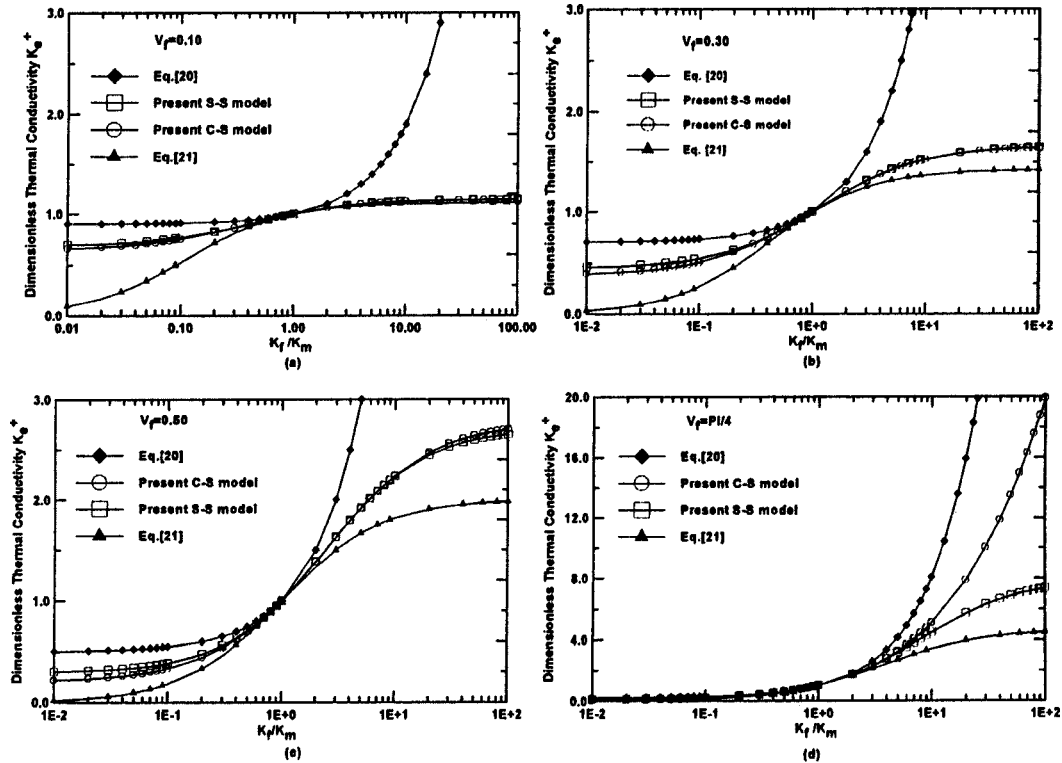 Dimensionless Thermal Conductivity Ke+
3.0
2.0
1.0
0.0
Vf=0.10
Eq.[20]
Present S-S model
Present C-S model
Eq.[21]
0.01
0.10
1.00
10.00
100.00
Kf/Km
(a)
Dimensionless Thermal Conductivity Ke+
3.0
2.0
1.0
0.0
Vf=0.30
Eq. [20]
Present S-S model
Present C-S model
Eq. [21]
1E-2
1E-1
1E+0
1E+1
1E+2
Kf/Km
(b)
Dimensionless Thermal Conductivity Ke+
3.0
2.0
1.0
0.0
Vf=0.50
Eq.[20]
Present C-S model
Present S-S model
Eq.[21]
1E-2
1E-1
1E+0
1E+1
1E+2
Kf/Km
(c)
Dimensionless Thermal Conductivity Ke+
20.0
16.0
12.0
8.0
4.0
0.0
Vf=PI/4
Eq.[20]
Present C-S model
Present S-S model
Eq.[21]
1E-2
1E-1
1E+0
1E+1
1E+2
Kf/Km
(d)